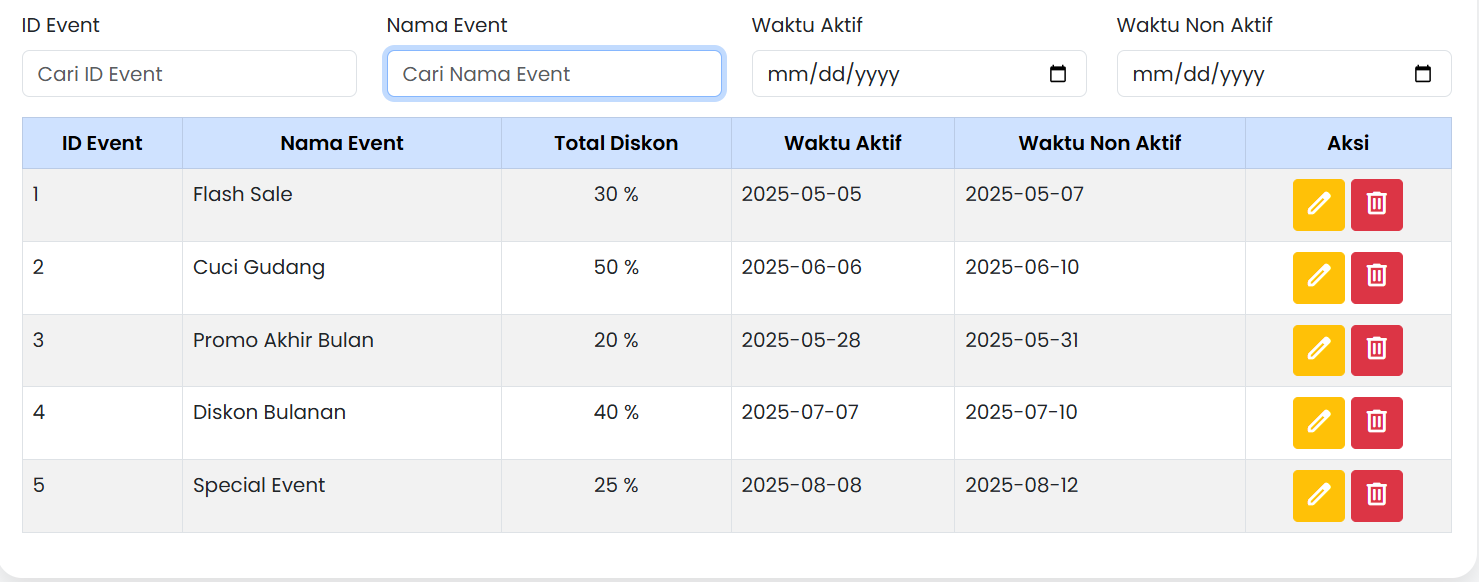 ID Event Nama Event Waktu Aktif Waktu Non Aktif
Cari ID Event Cari Nama Event mm/dd/yyyy mm/dd/yyyy
ID Event Nama Event Total Diskon Waktu Aktif Waktu Non Aktif Aksi
1 Flash Sale 30 % 2025-05-05 2025-05-07
2 Cuci Gudang 50 % 2025-06-06 2025-06-10
3 Promo Akhir Bulan 20 % 2025-05-28 2025-05-31
4 Diskon Bulanan 40 % 2025-07-07 2025-07-10
5 Special Event 25 % 2025-08-08 2025-08-12